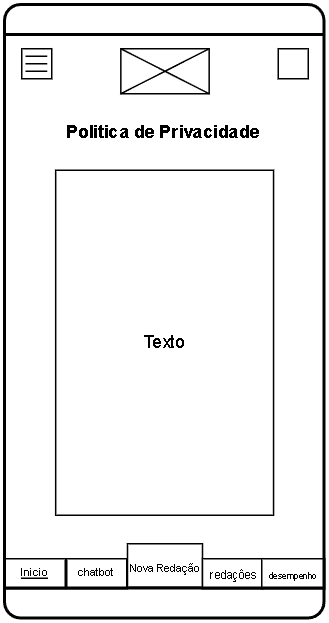 Politica de Privacidade
Texto
Inicio
chatbot
Nova Redação
redações
desempenho